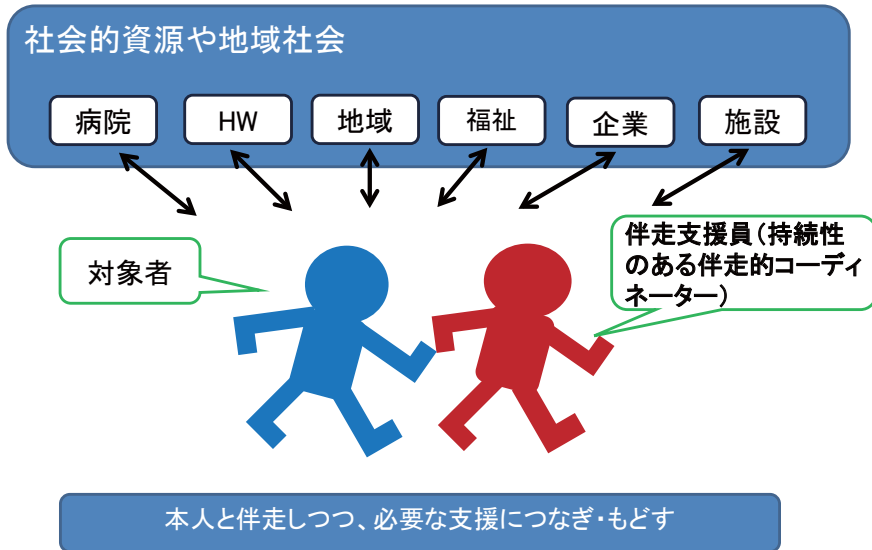 社会的資源や地域社会
病院
HW
地域
福祉
企業
施設
対象者
伴走支援員（持続性
のある伴走的コーディ
ネーター）
本人と伴走しつつ、必要な支援につなぎ・もどす